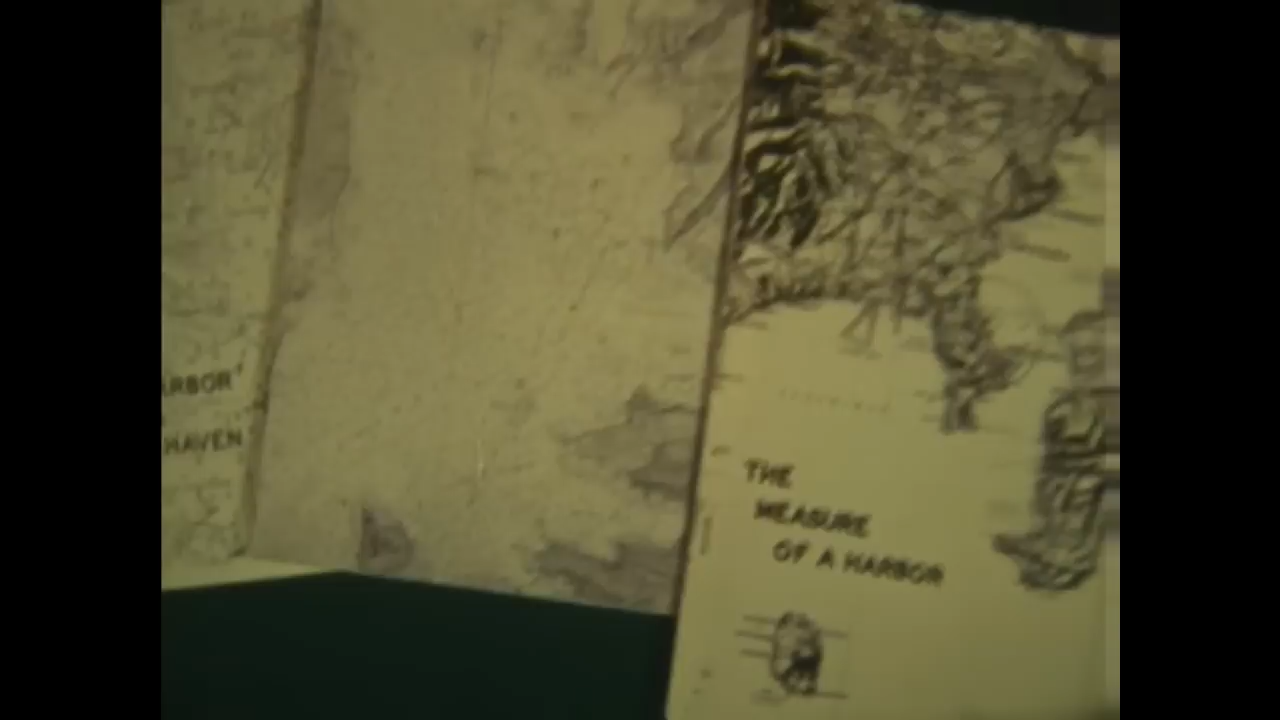 ARBOR'
HAVEN
THE
MEASURE
OF A HARBOR